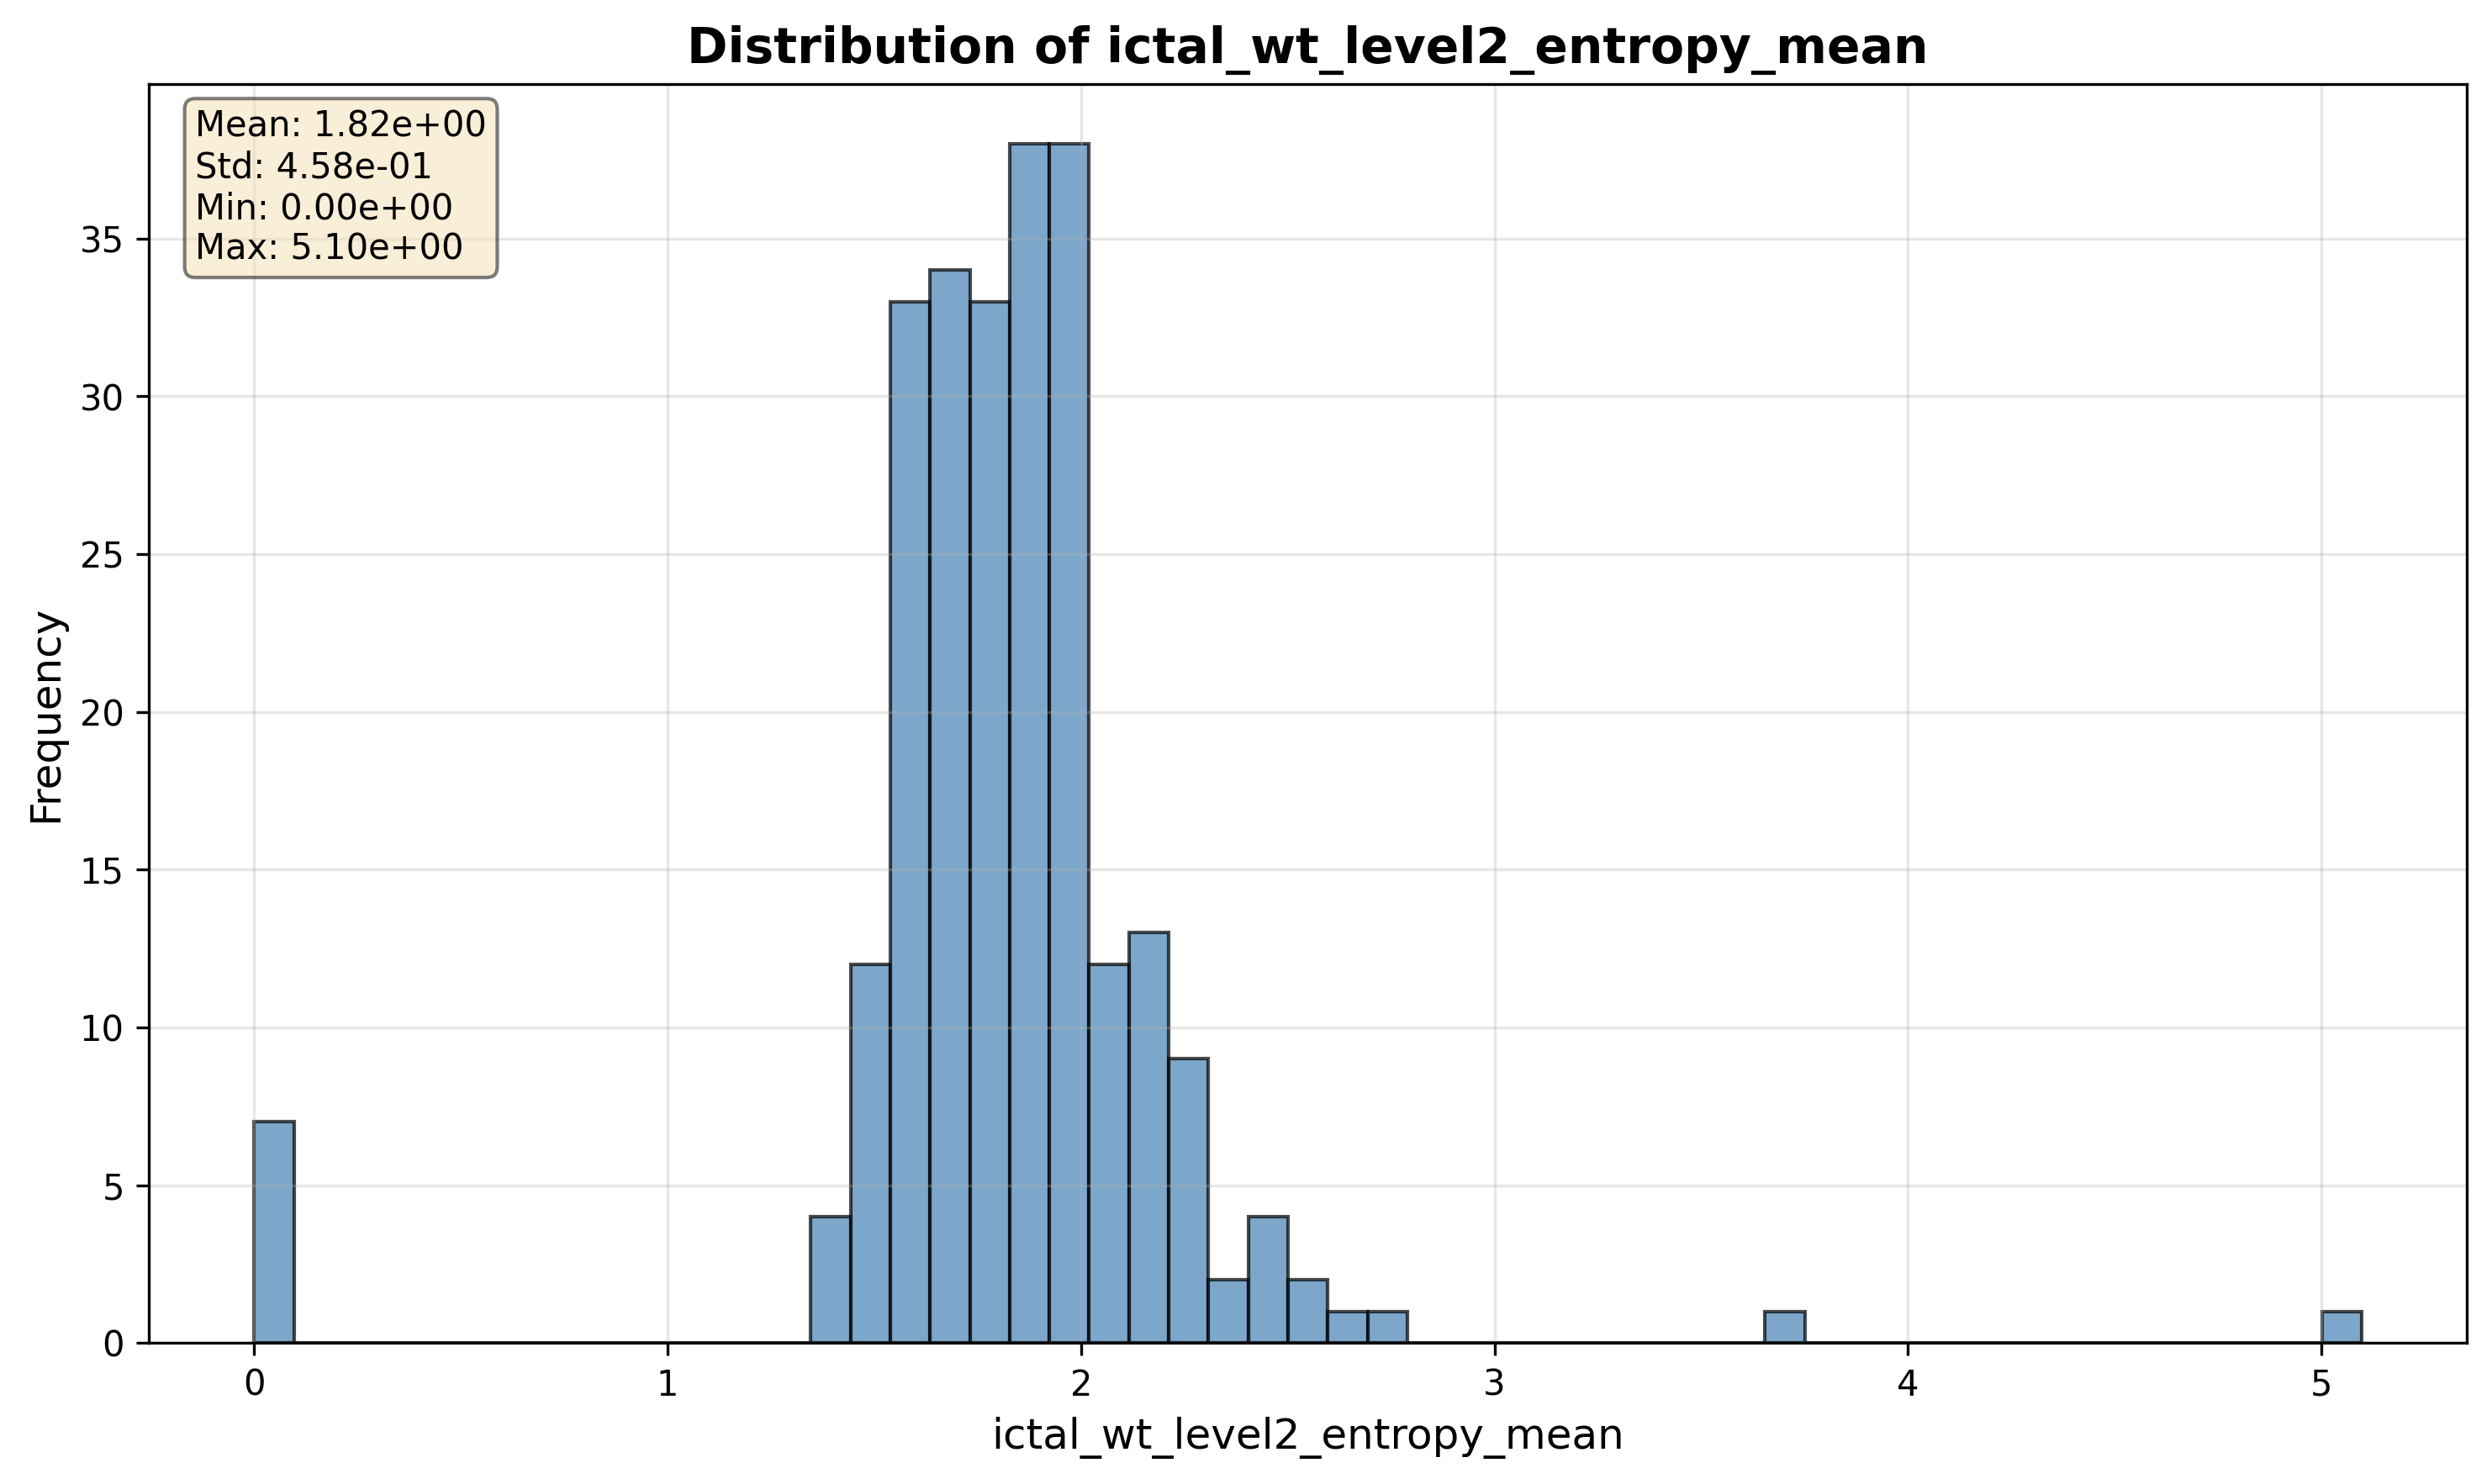 Distribution of ictal_wt_level2_entropy_mean
Mean: 1.82e+00
Std: 4.58e-01
Min: 0.00e+00
Max: 5.10e+00
Frequency
35
30
25
20
15
10
5
0
0 1 2 3 4 5
ictal_wt_level2_entropy_mean